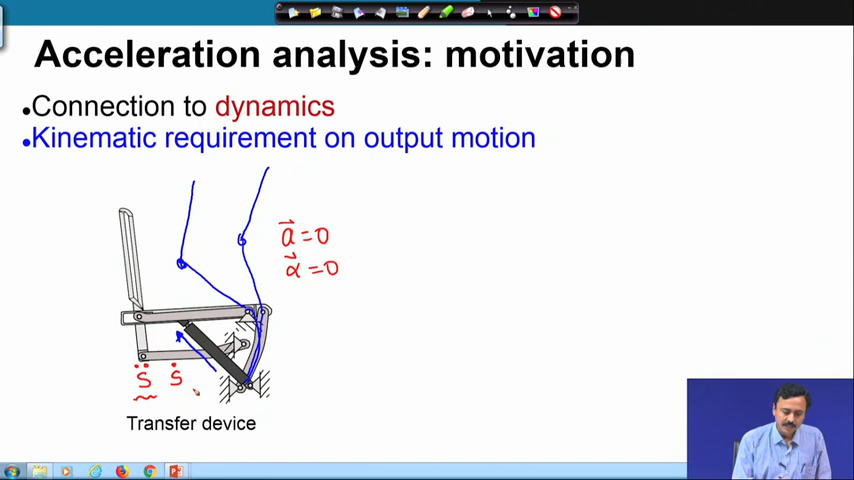 Acceleration analysis: motivation
•Connection to dynamics
•Kinematic requirement on output motion
a⃗ = 0
α⃗ = 0
s̈ ṡ
Transfer device